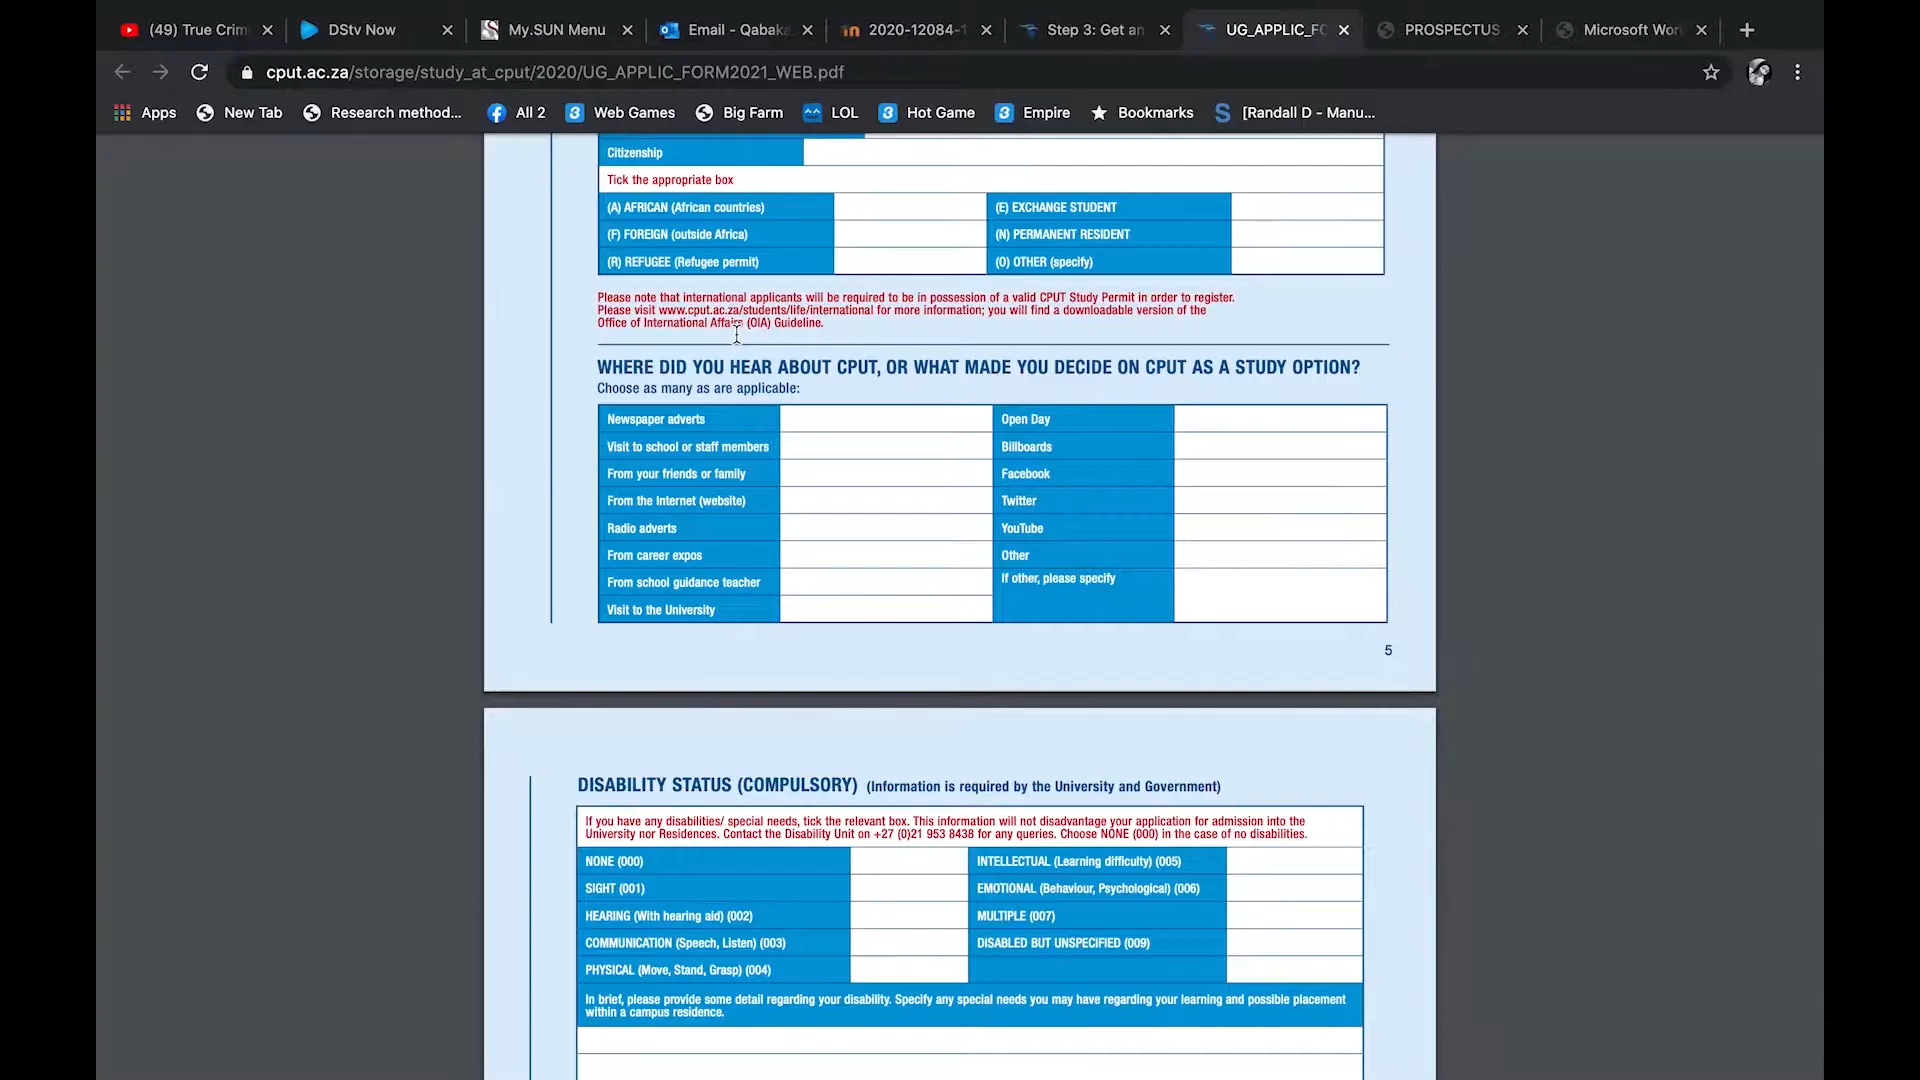 (49) True Crim
DStv Now
My.SUN Menu
Email - Qabaka
2020-12084-1
Step 3: Get an
UG_APPLIC_FO
PROSPECTUS
Microsoft Wor
cput.ac.za/storage/study_at_cput/2020/UG_APPLIC_FORM2021_WEB.pdf
Apps
New Tab
Research method...
All 2
Web Games
Big Farm
LOL
Hot Game
Empire
Bookmarks
[Randall D - Manu...
Citizenship
Tick the appropriate box
(A) AFRICAN (African countries)
(E) EXCHANGE STUDENT
(F) FOREIGN (outside Africa)
(N) PERMANENT RESIDENT
(R) REFUGEE (Refugee permit)
(O) OTHER (specify)
Please note that international applicants will be required to be in possession of a valid CPUT Study Permit in order to register.
Please visit www.cput.ac.za/students/life/international for more information; you will find a downloadable version of the
Office of International Affairs (OIA) Guideline.
WHERE DID YOU HEAR ABOUT CPUT, OR WHAT MADE YOU DECIDE ON CPUT AS A STUDY OPTION?
Choose as many as are applicable:
Newspaper adverts
Open Day
Visit to school or staff members
Billboards
From your friends or family
Facebook
From the Internet (website)
Twitter
Radio adverts
YouTube
From career expos
Other
From school guidance teacher
If other, please specify
Visit to the University
5
DISABILITY STATUS (COMPULSORY) (Information is required by the University and Government)
If you have any disabilities/ special needs, tick the relevant box. This information will not disadvantage your application for admission into the
University nor Residences. Contact the Disability Unit on +27 (0)21 953 8438 for any queries. Choose NONE (000) in the case of no disabilities.
NONE (000)
INTELLECTUAL (Learning difficulty) (005)
SIGHT (001)
EMOTIONAL (Behaviour, Psychological) (006)
HEARING (With hearing aid) (002)
MULTIPLE (007)
COMMUNICATION (Speech, Listen) (003)
DISABLED BUT UNSPECIFIED (009)
PHYSICAL (Move, Stand, Grasp) (004)
In brief, please provide some detail regarding your disability. Specify any special needs you may have regarding your learning and possible placement
within a campus residence.